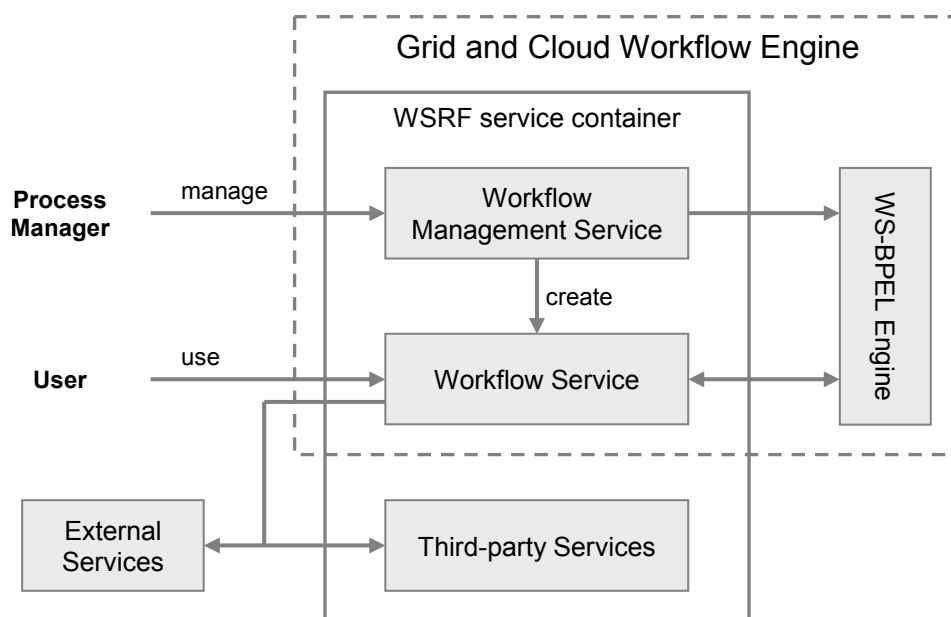 Grid and Cloud Workflow Engine
WSRF service container
Process
Manager
manage
Workflow
Management Service
WS-BPEL Engine
create
User
use
Workflow Service
External
Services
Third-party Services